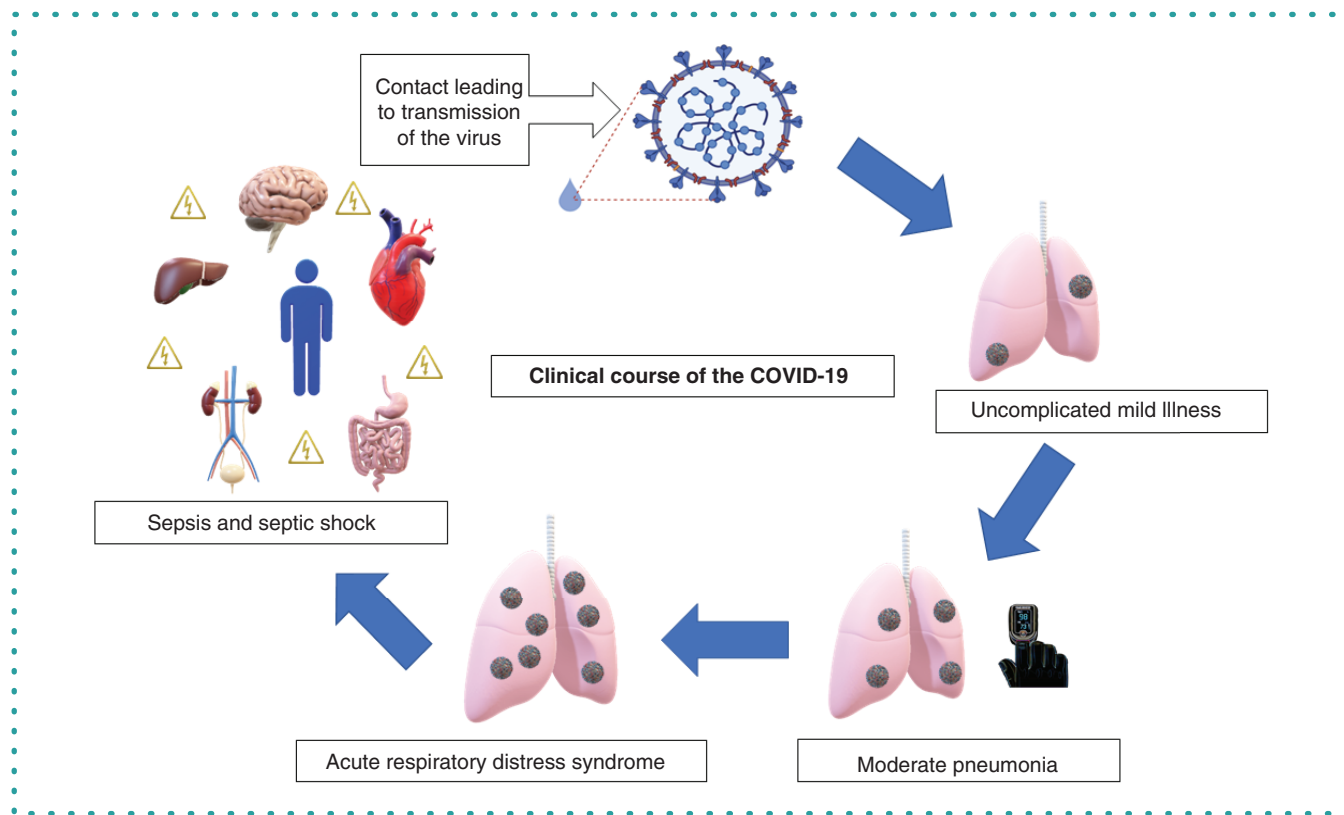 Contact leading
to transmission
of the virus
Clinical course of the COVID-19
Uncomplicated mild Illness
Sepsis and septic shock
98
Acute respiratory distress syndrome
Moderate pneumonia